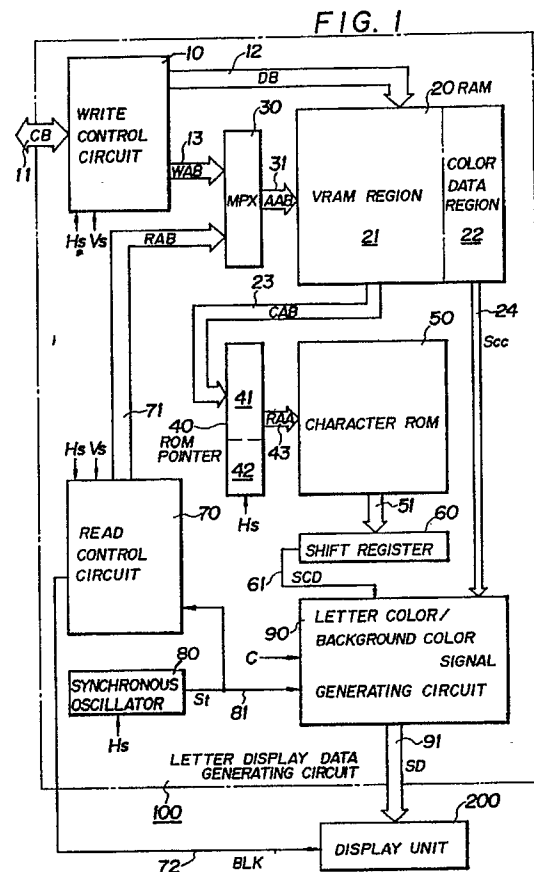 FIG. 1
10
12
DB
20 RAM
WRITE
CONTROL
CIRCUIT
CB
11
30
13
WAB
MPX
31
AAB
VRAM REGION
21
COLOR
DATA
REGION
22
Hs Vs
RAB
23
CAB
24
Scc
50
71
41
40
ROM
POINTER
42
RAA
43
CHARACTER ROM
Hs
Hs Vs
51
60
70
READ
CONTROL
CIRCUIT
SHIFT REGISTER
61
SCD
90
LETTER COLOR/
BACKGROUND COLOR
SIGNAL
GENERATING CIRCUIT
C
80
SYNCHRONOUS
OSCILLATOR
St
81
Hs
91
SD
LETTER DISPLAY DATA
GENERATING CIRCUIT
100
200
DISPLAY UNIT
72
BLK